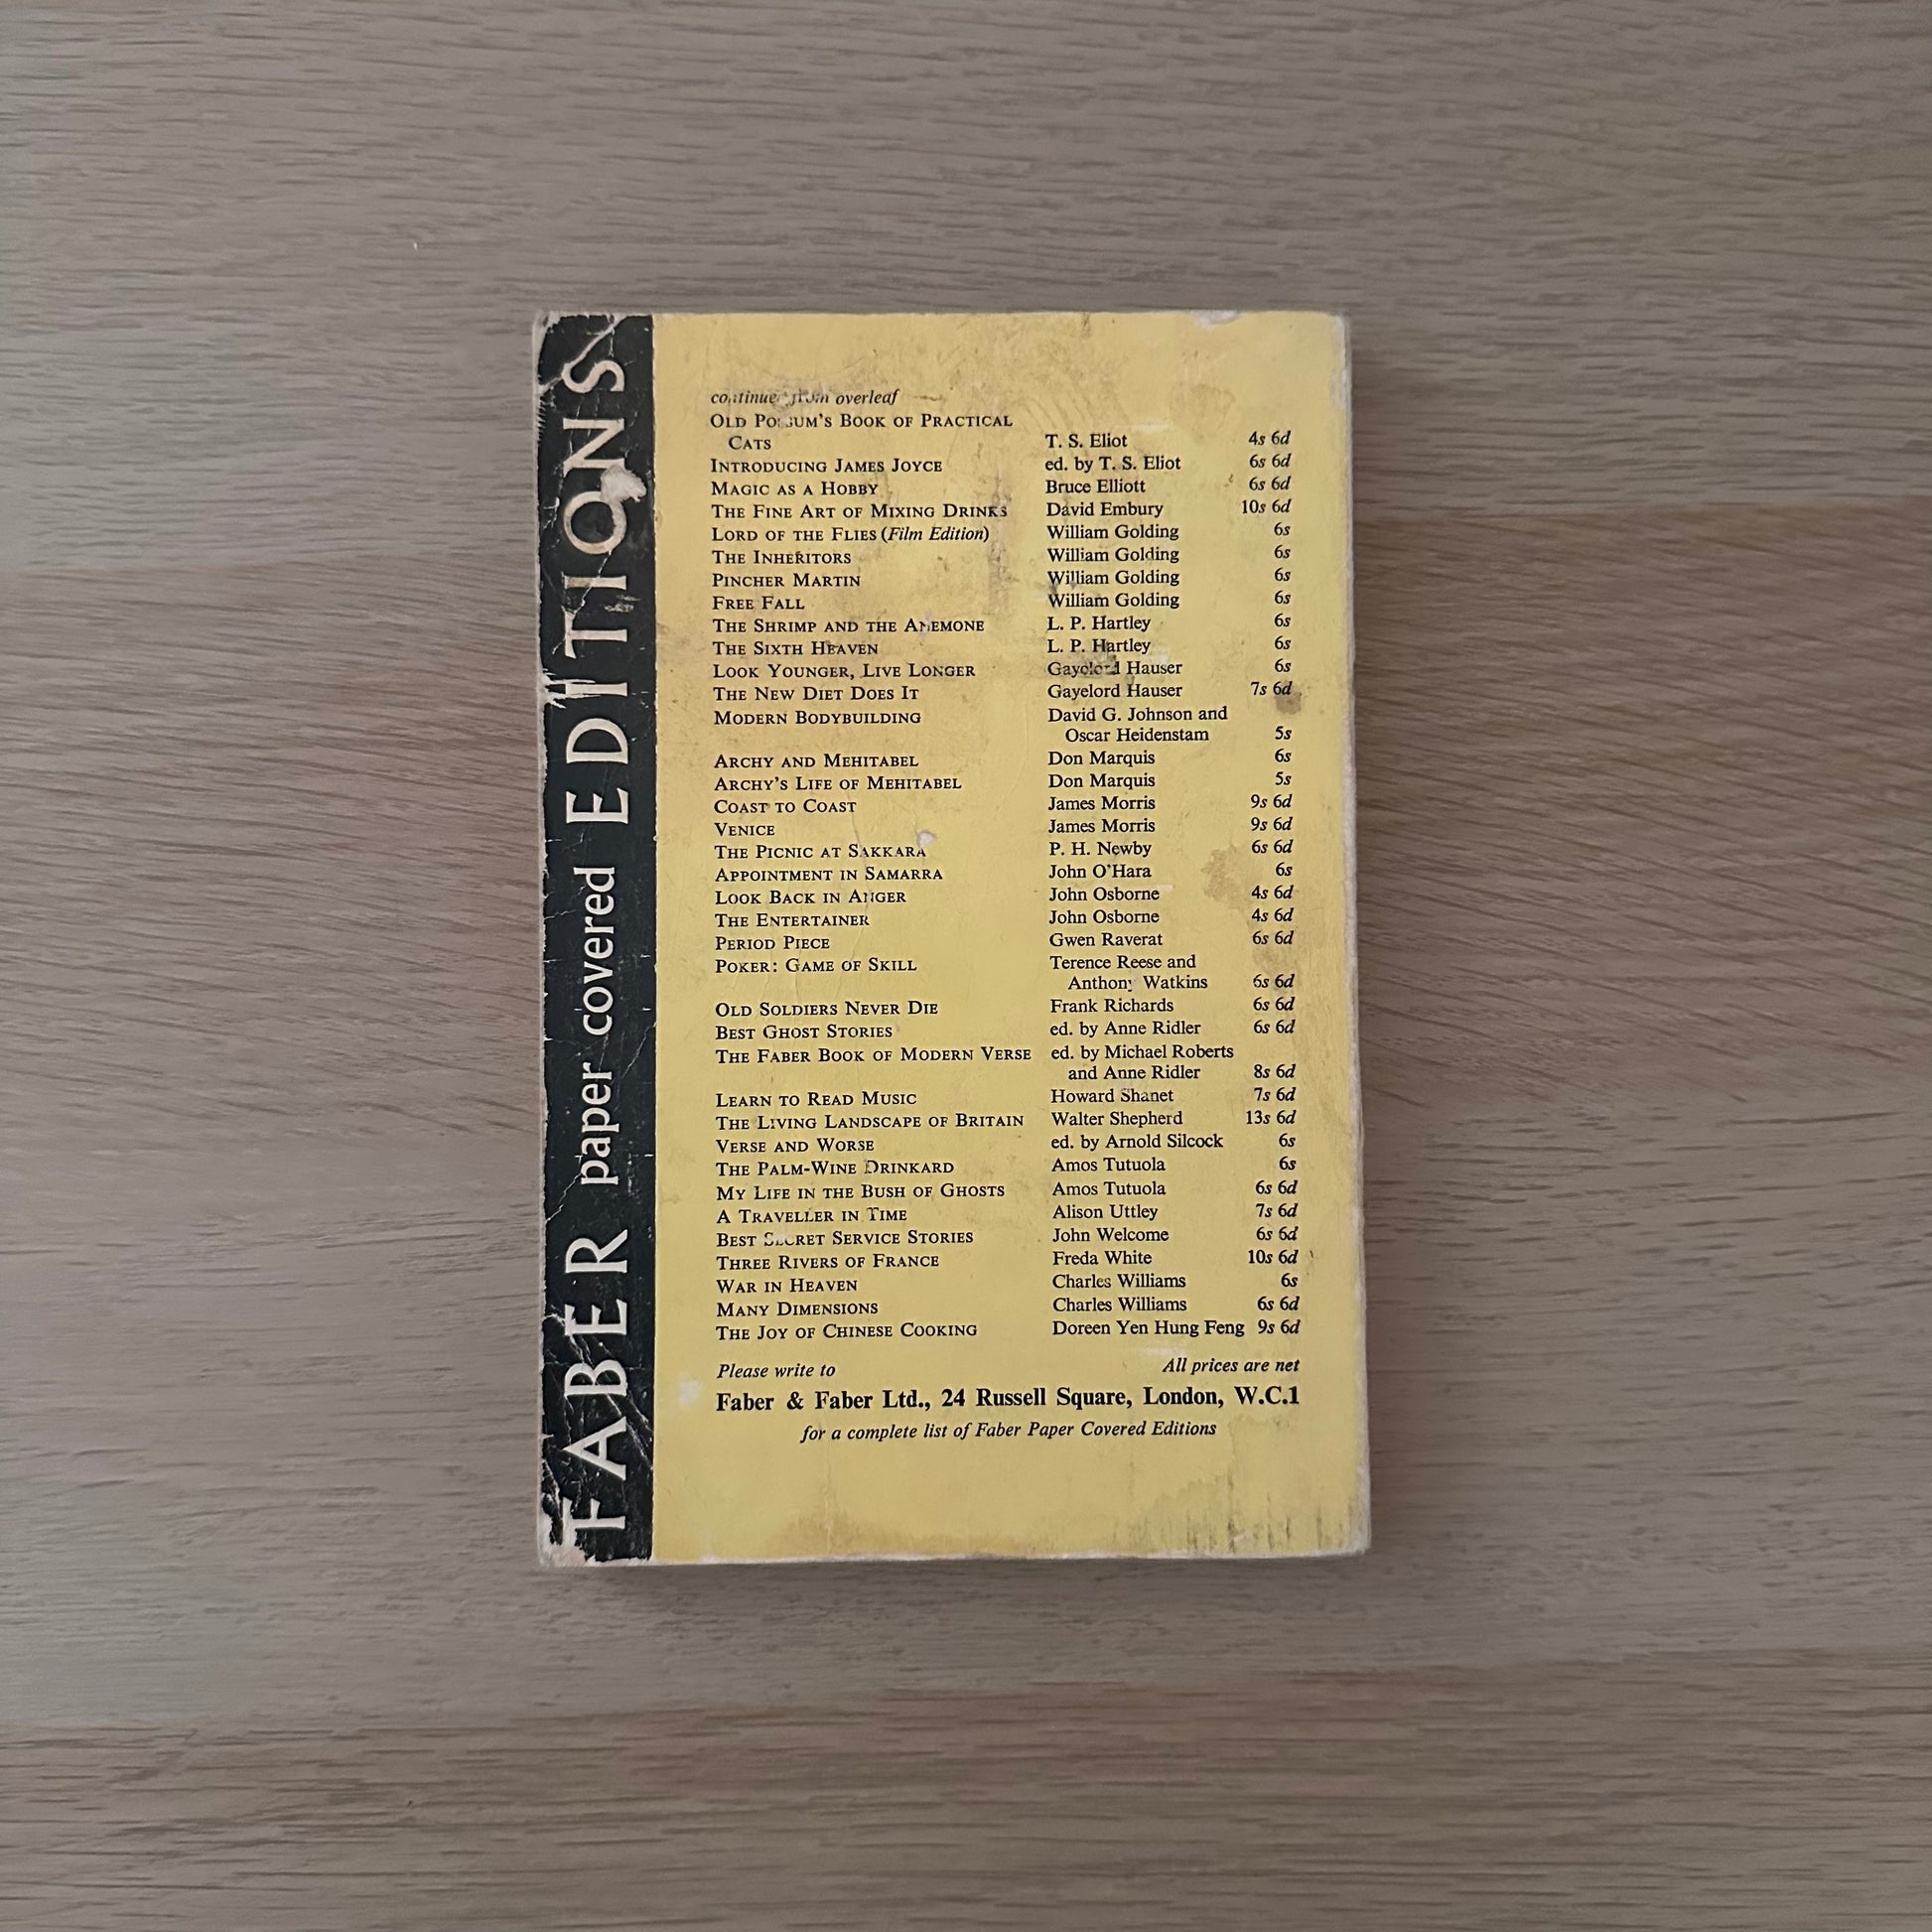 FABER paper covered EDITIONS
continued from overleaf
OLD POSSUM'S BOOK OF PRACTICAL
CATS T. S. Eliot 4s 6d
INTRODUCING JAMES JOYCE ed. by T. S. Eliot 6s 6d
MAGIC AS A HOBBY Bruce Elliott 6s 6d
THE FINE ART OF MIXING DRINKS David Embury 10s 6d
LORD OF THE FLIES (Film Edition) William Golding 6s
THE INHERITORS William Golding 6s
PINCHER MARTIN William Golding 6s
FREE FALL William Golding 6s
THE SHRIMP AND THE ANEMONE L. P. Hartley 6s
THE SIXTH HEAVEN L. P. Hartley 6s
LOOK YOUNGER, LIVE LONGER Gayelord Hauser 6s
THE NEW DIET DOES IT Gayelord Hauser 7s 6d
MODERN BODYBUILDING David G. Johnson and
Oscar Heidenstam 5s
ARCHY AND MEHITABEL Don Marquis 6s
ARCHY'S LIFE OF MEHITABEL Don Marquis 5s
COAST TO COAST James Morris 9s 6d
VENICE James Morris 9s 6d
THE PICNIC AT SAKKARA P. H. Newby 6s 6d
APPOINTMENT IN SAMARRA John O'Hara 6s
LOOK BACK IN ANGER John Osborne 4s 6d
THE ENTERTAINER John Osborne 4s 6d
PERIOD PIECE Gwen Raverat 6s 6d
POKER: GAME OF SKILL Terence Reese and
Anthony Watkins 6s 6d
OLD SOLDIERS NEVER DIE Frank Richards 6s 6d
BEST GHOST STORIES ed. by Anne Ridler 6s 6d
THE FABER BOOK OF MODERN VERSE ed. by Michael Roberts
and Anne Ridler 8s 6d
LEARN TO READ MUSIC Howard Shanet 7s 6d
THE LIVING LANDSCAPE OF BRITAIN Walter Shepherd 13s 6d
VERSE AND WORSE ed. by Arnold Silcock 6s
THE PALM-WINE DRINKARD Amos Tutuola 6s
MY LIFE IN THE BUSH OF GHOSTS Amos Tutuola 6s 6d
A TRAVELLER IN TIME Alison Uttley 7s 6d
BEST SECRET SERVICE STORIES John Welcome 6s 6d
THREE RIVERS OF FRANCE Freda White 10s 6d
WAR IN HEAVEN Charles Williams 6s
MANY DIMENSIONS Charles Williams 6s 6d
THE JOY OF CHINESE COOKING Doreen Yen Hung Feng 9s 6d
Please write to All prices are net
Faber & Faber Ltd., 24 Russell Square, London, W.C.1
for a complete list of Faber Paper Covered Editions